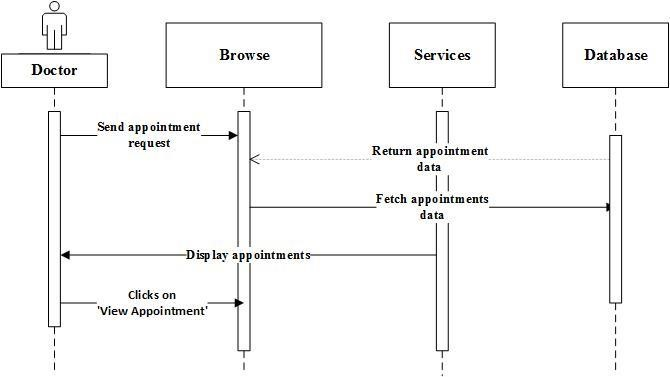 Doctor
Browse
Services
Database
Send appointment
request
Return appointment
data
Fetch appointments
data
Display appointments
Clicks on
'View Appointment'